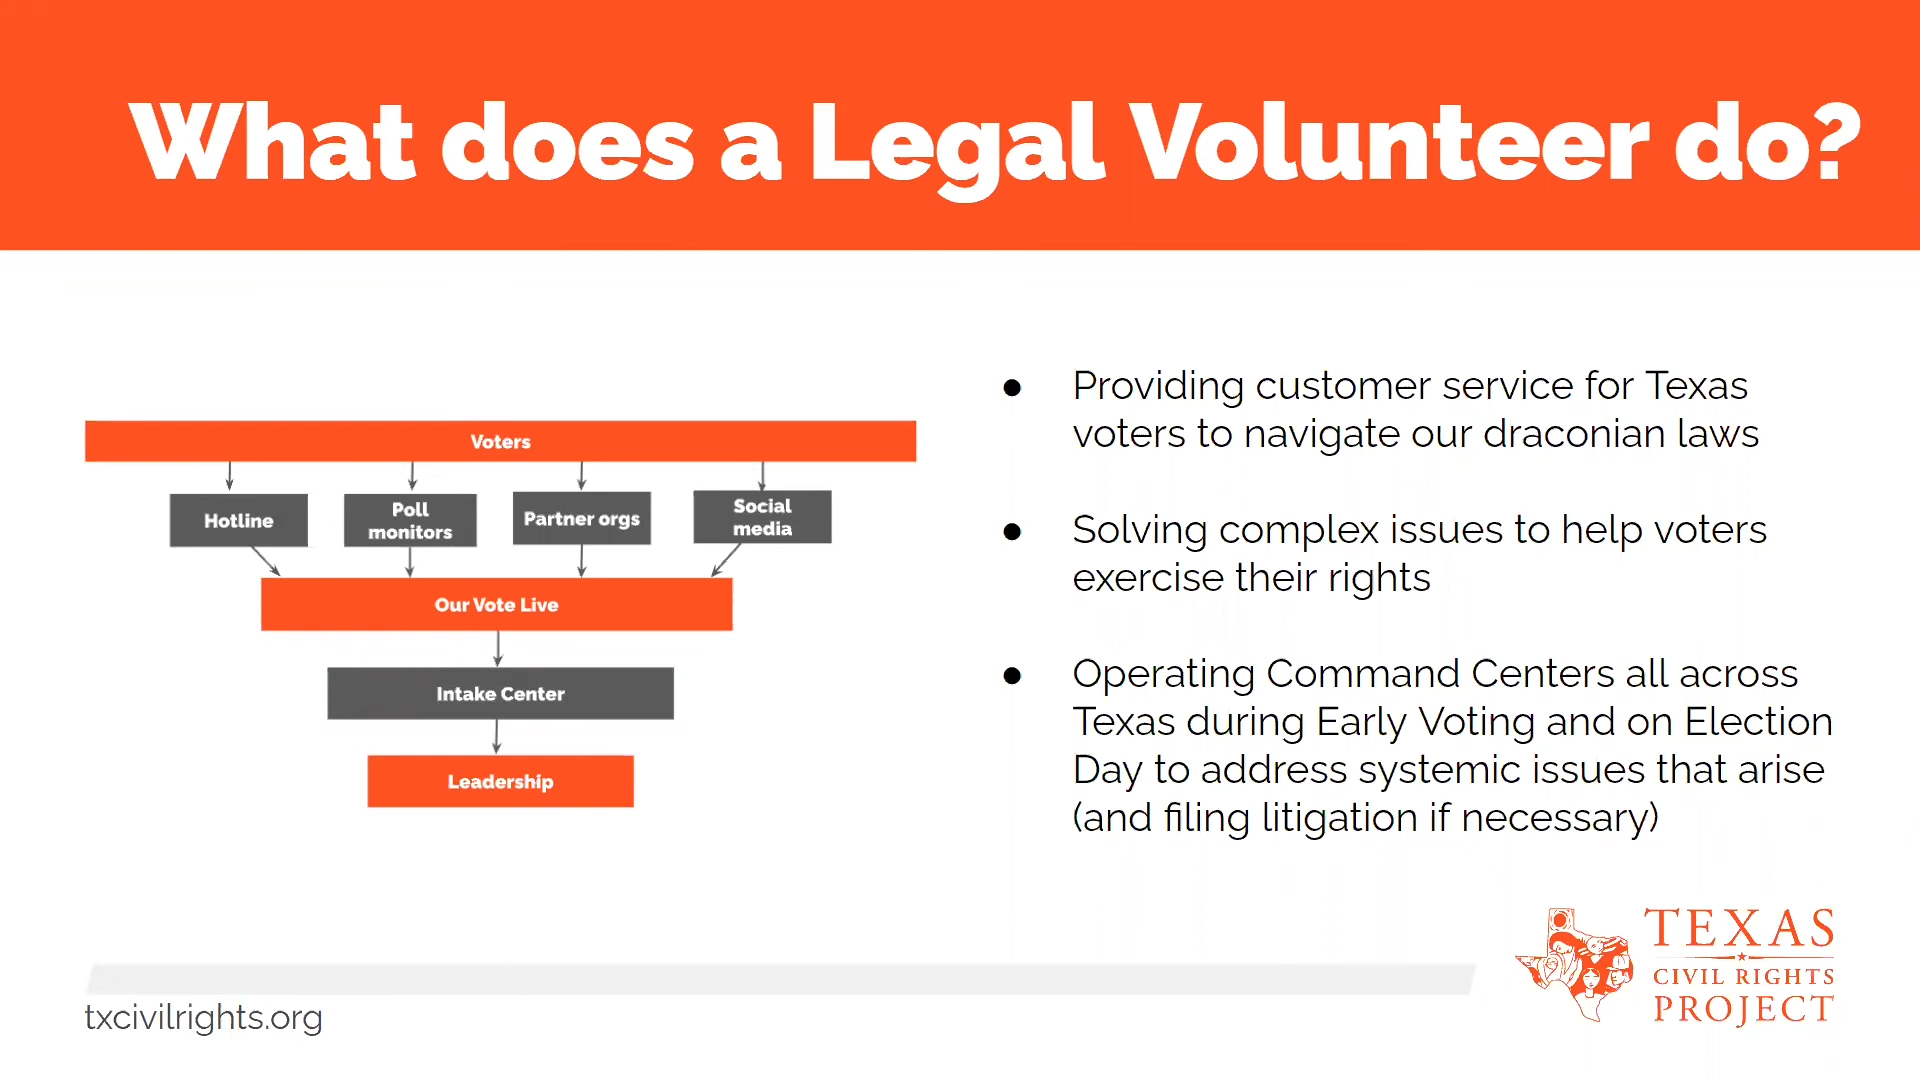 What does a Legal Volunteer do?
Voters
Hotline
Poll
monitors
Partner orgs
Social
media
Our Vote Live
Intake Center
Leadership
● Providing customer service for Texas
voters to navigate our draconian laws
● Solving complex issues to help voters
exercise their rights
● Operating Command Centers all across
Texas during Early Voting and on Election
Day to address systemic issues that arise
(and filing litigation if necessary)
txcivilrights.org
TEXAS
CIVIL RIGHTS
PROJECT